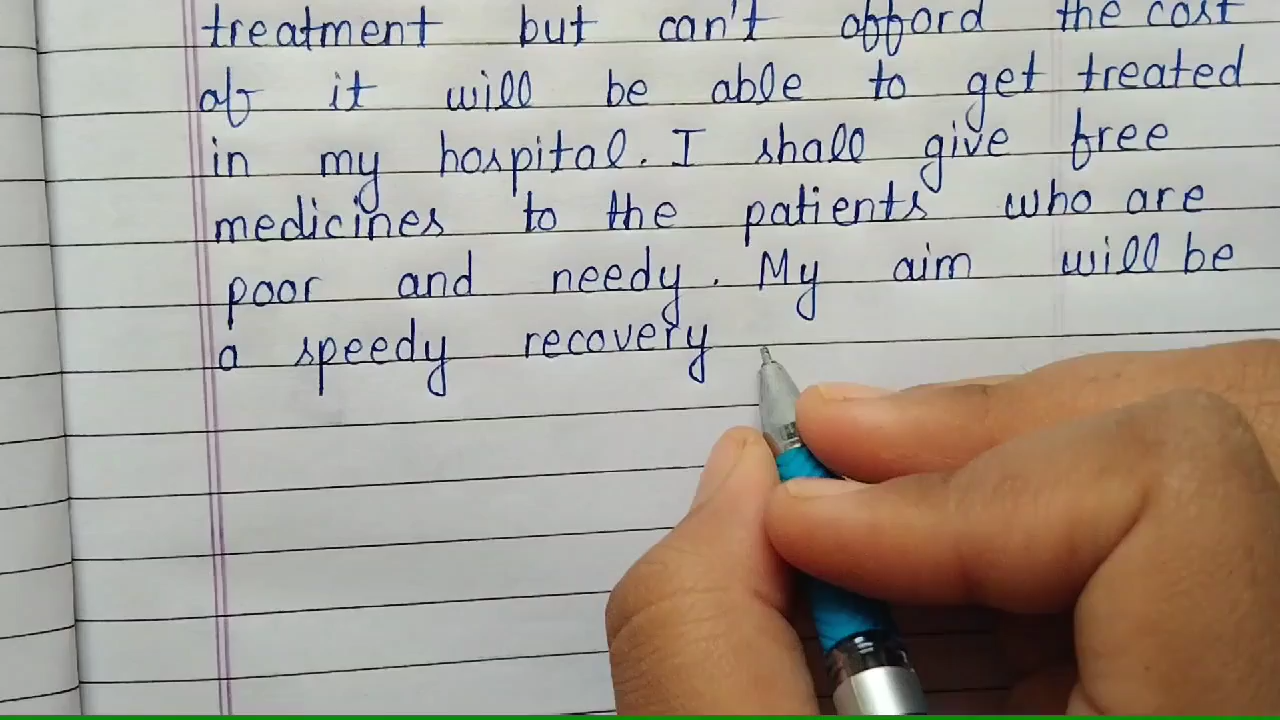 treatment but can't afford the cost
of it will be able to get treated
in my hospital. I shall give free
medicines to the patients who are
poor and needy. My aim will be
a speedy recovery